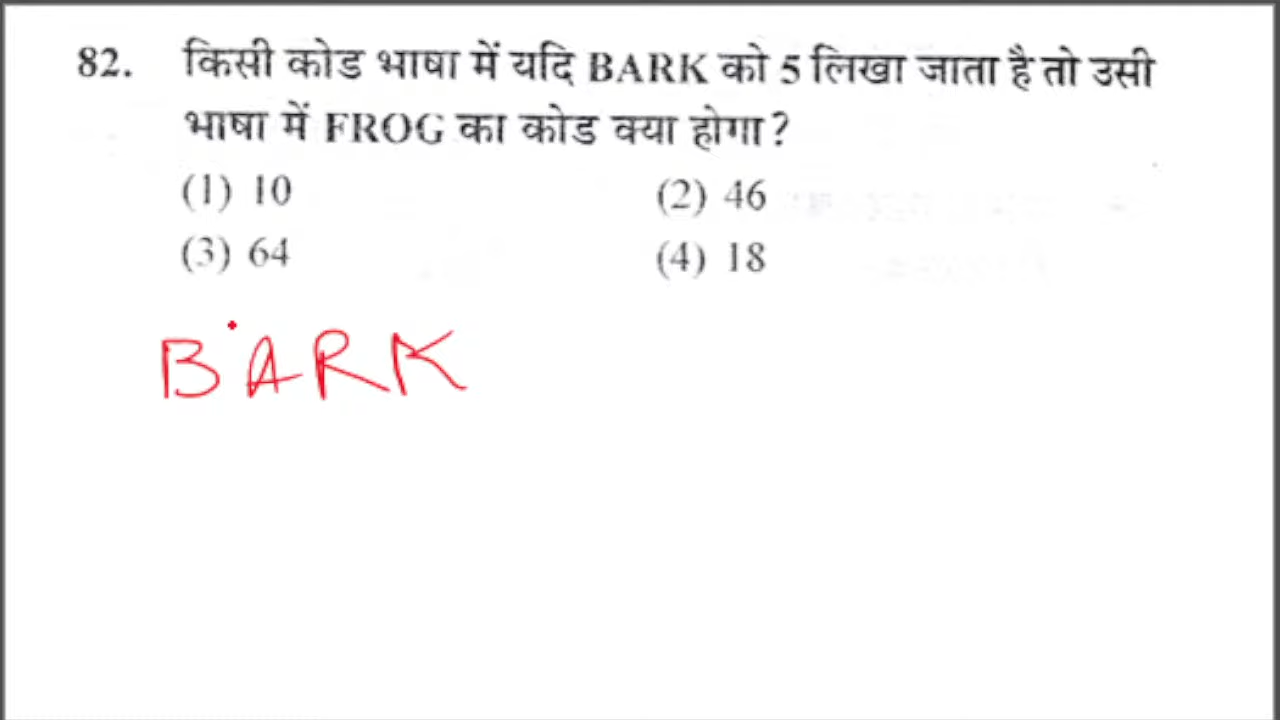 82. किसी कोड भाषा में यदि BARK को 5 लिखा जाता है तो उसी
भाषा में FROG का कोड क्या होगा?
(1) 10 (2) 46
(3) 64 (4) 18
BARK